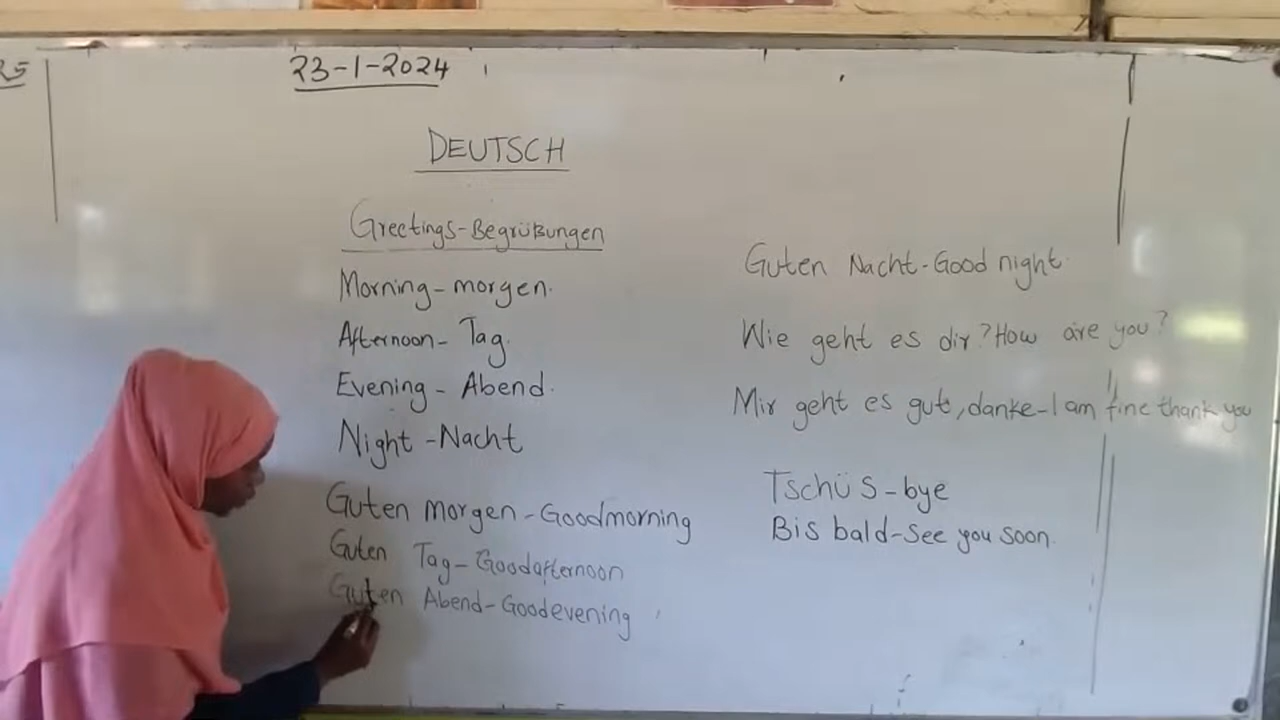 25
23-1-2024
DEUTSCH
Greetings-Begrüßungen
Morning-morgen.
Afternoon-Tag.
Evening-Abend.
Night-Nacht
Guten morgen-Goodmorning
Guten Tag-Goodafternoon
Guten Abend-Goodevening
Guten Nacht-Good night.
Wie geht es dir? How are you?
Mir geht es gut, danke-I am fine thank you
Tschüs-bye
Bis bald-See you soon.